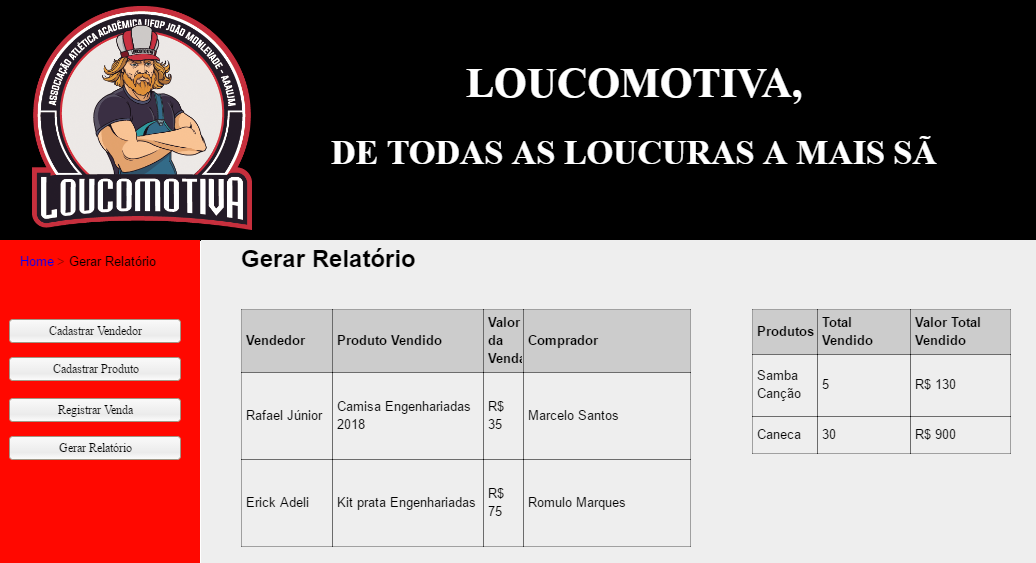 ASSOCIAÇÃO ATLÉTICA ACADÊMICA UFOP JOÃO MONLEVADE - AAAUJM
LOUCOMOTIVA
LOUCOMOTIVA,
DE TODAS AS LOUCURAS A MAIS SÃ
Home > Gerar Relatório
Cadastrar Vendedor
Cadastrar Produto
Registrar Venda
Gerar Relatório
Gerar Relatório
Vendedor
Produto Vendido
Valor
da
Venda
Comprador
Rafael Júnior
Camisa Engenhariadas
2018
R$
35
Marcelo Santos
Erick Adeli
Kit prata Engenhariadas
R$
75
Romulo Marques
Produtos
Total
Vendido
Valor Total
Vendido
Samba
Canção
5
R$ 130
Caneca
30
R$ 900